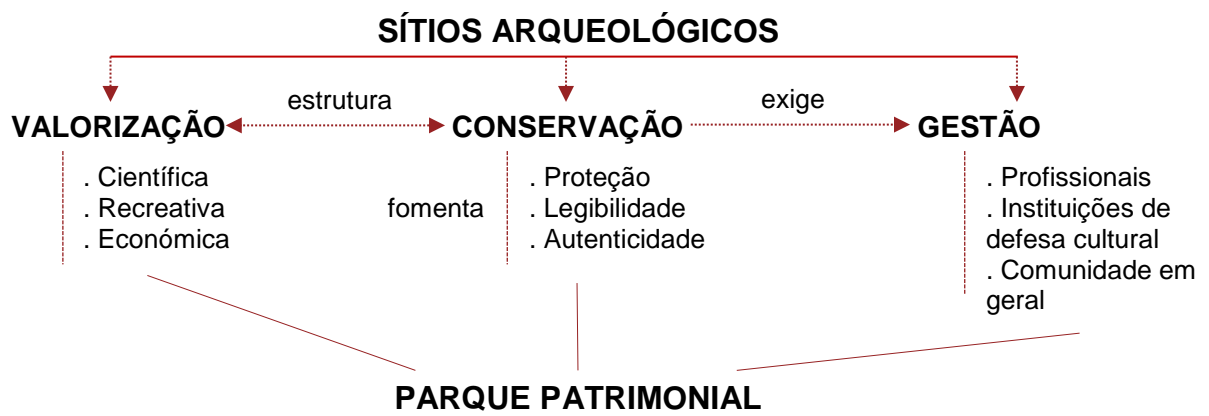 SÍTIOS ARQUEOLÓGICOS
estrutura
exige
VALORIZAÇÃO
CONSERVAÇÃO
GESTÃO
. Científica
. Recreativa
. Económica
fomenta
. Proteção
. Legibilidade
. Autenticidade
. Profissionais
. Instituições de
defesa cultural
. Comunidade em
geral
PARQUE PATRIMONIAL